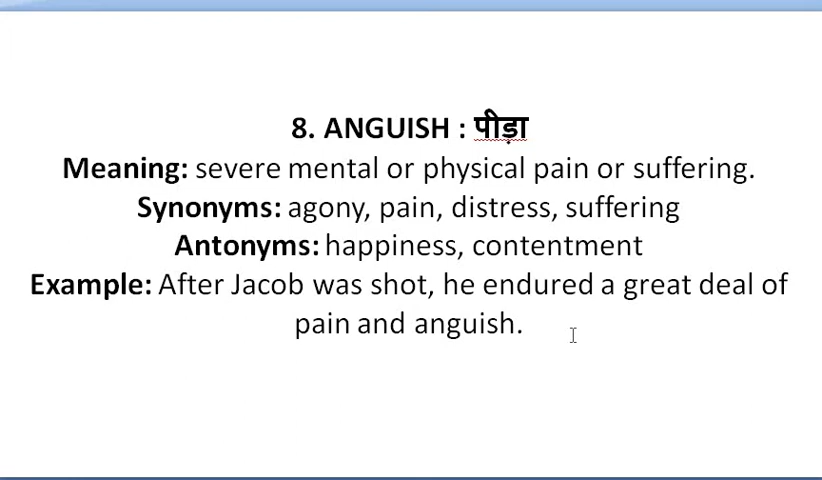 8. ANGUISH : पीड़ा
Meaning: severe mental or physical pain or suffering.
Synonyms: agony, pain, distress, suffering
Antonyms: happiness, contentment
Example: After Jacob was shot, he endured a great deal of
pain and anguish.